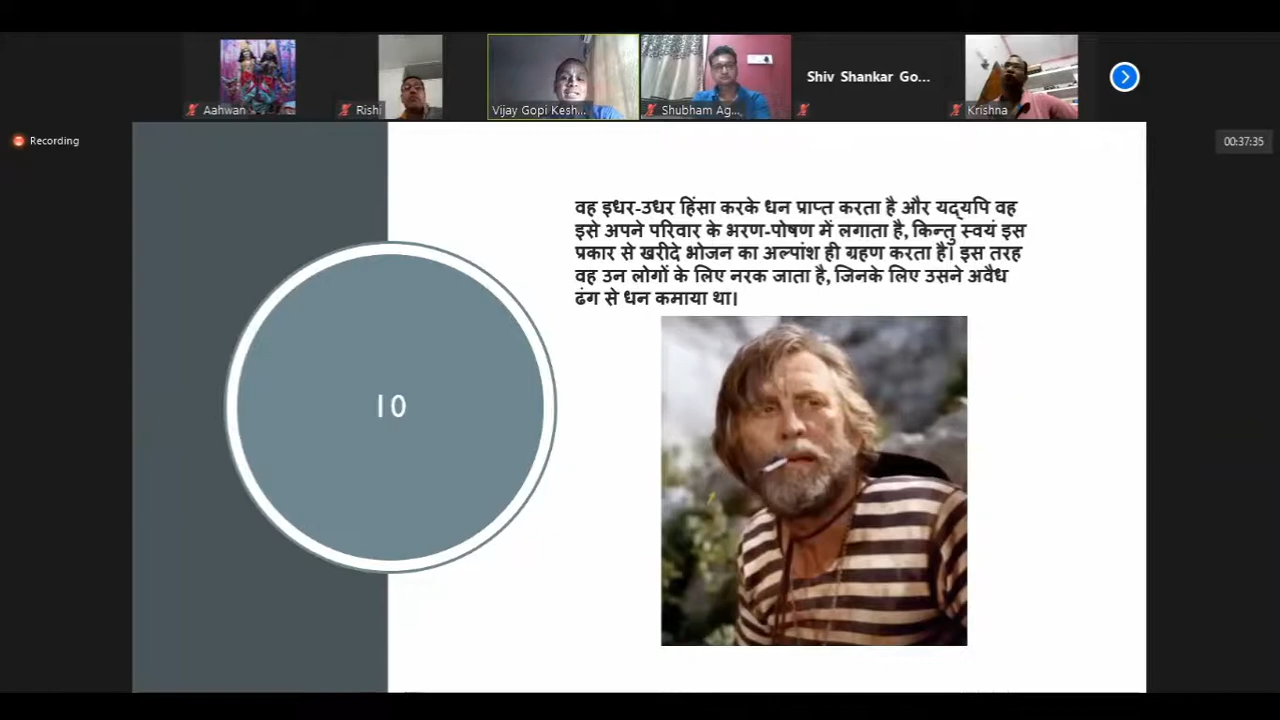 Aahwan
Rishi
Vijay Gopi Kesh...
Shubham Ag...
Shiv Shankar Go...
Krishna
Recording
00:37:35
वह इधर-उधर हिंसा करके धन प्राप्त करता है और यद्यपि वह
इसे अपने परिवार के भरण-पोषण में लगाता है, किन्तु स्वयं इस
प्रकार से खरीदे भोजन का अल्पांश ही ग्रहण करता है। इस तरह
वह उन लोगों के लिए नरक जाता है, जिनके लिए उसने अवैध
ढंग से धन कमाया था।
10